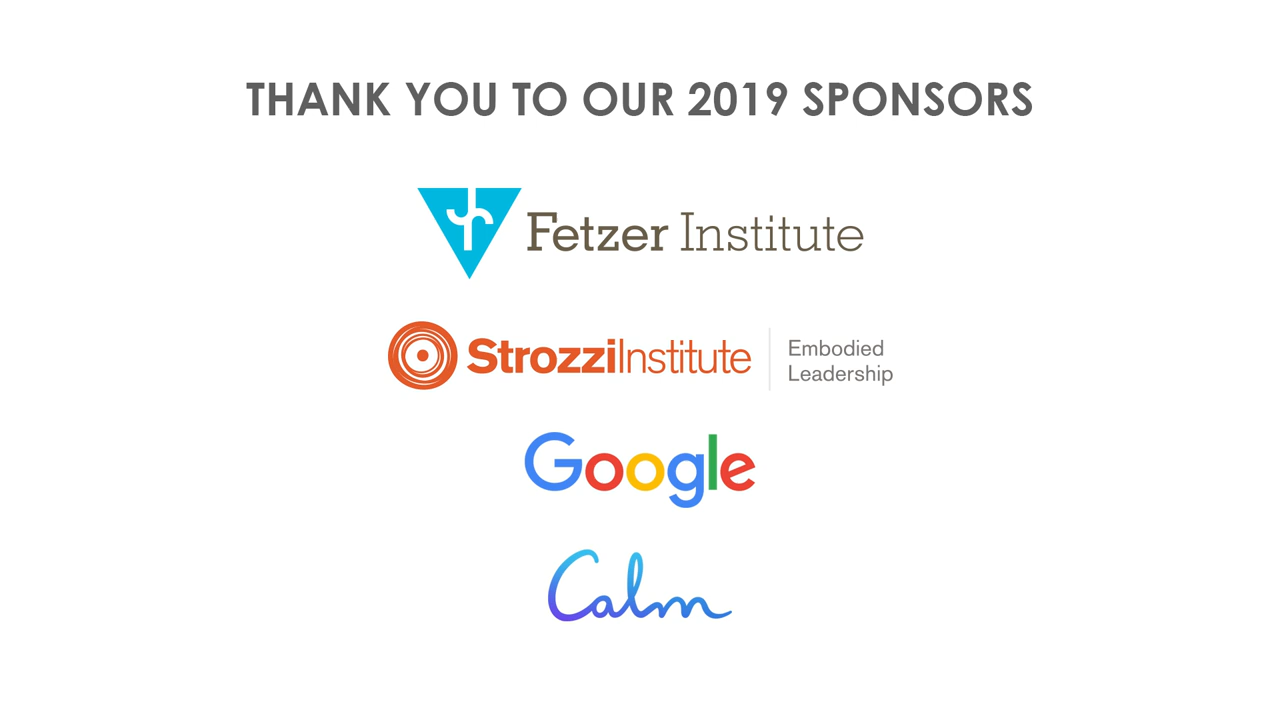 THANK YOU TO OUR 2019 SPONSORS
Fetzer Institute
StrozziInstitute
Embodied
Leadership
Google
Calm